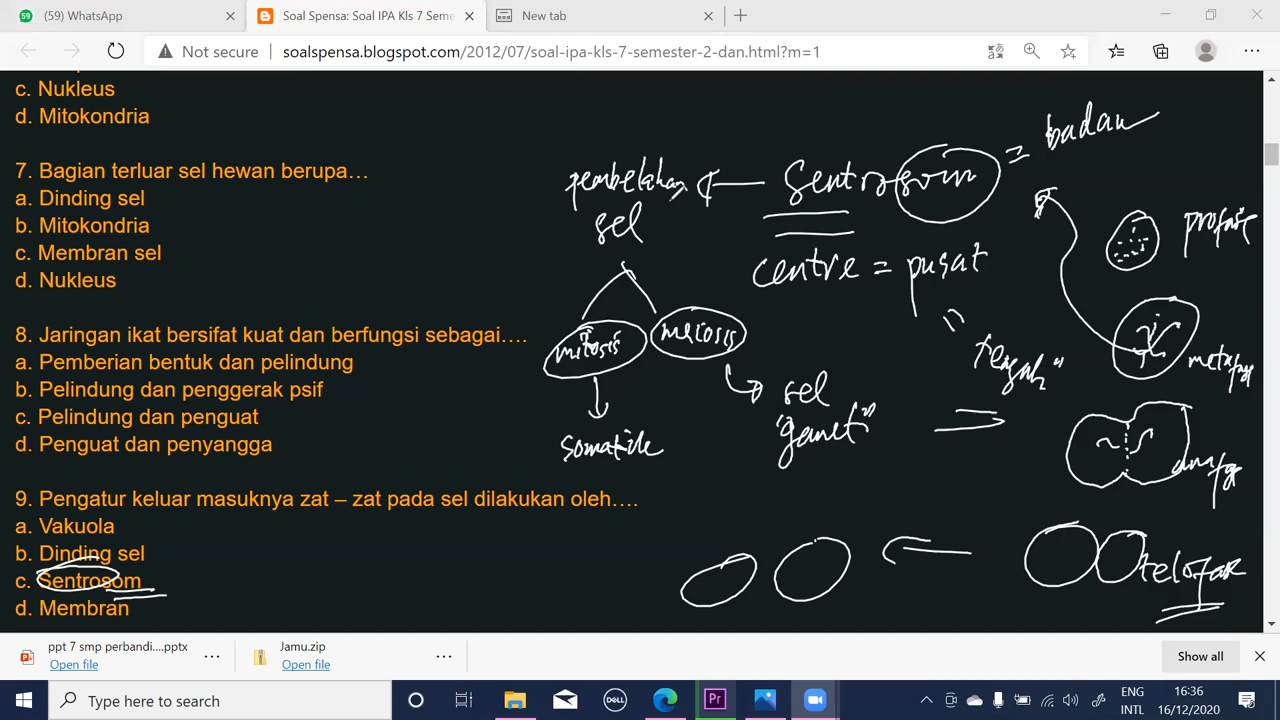 (59) WhatsApp
Soal Spensa: Soal IPA Kls 7 Seme
New tab
Not secure
soalspensa.blogspot.com/2012/07/soal-ipa-kls-7-semester-2-dan.html?m=1
c. Nukleus
d. Mitokondria
7. Bagian terluar sel hewan berupa…
a. Dinding sel
b. Mitokondria
c. Membran sel
d. Nukleus
8. Jaringan ikat bersifat kuat dan berfungsi sebagai….
a. Pemberian bentuk dan pelindung
b. Pelindung dan penggerak psif
c. Pelindung dan penguat
d. Penguat dan penyangga
9. Pengatur keluar masuknya zat – zat pada sel dilakukan oleh….
a. Vakuola
b. Dinding sel
c. Sentrosom
d. Membran
pembelahan
sel
Sentrosom
= badan
centre = pusat
"tengah"
mitosis
meiosis
somatik
sel
"gamet"
profase
metafase
anafase
telofase
ppt 7 smp perbandi....pptx
Open file
Jamu.zip
Open file
Show all
Type here to search
DELL
Pr
ENG
INTL
16:36
16/12/2020